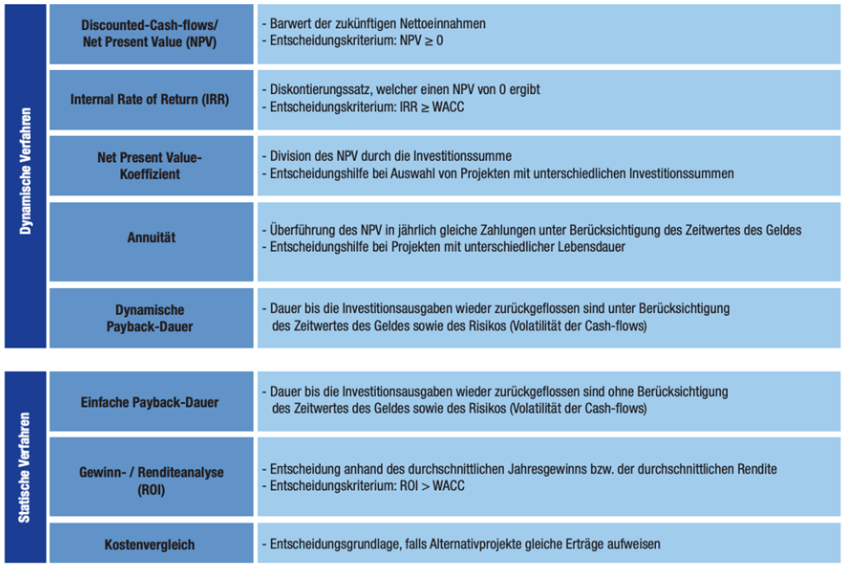 Dynamische Verfahren
Discounted-Cash-flows/
Net Present Value (NPV)
- Barwert der zukünftigen Nettoeinnahmen
- Entscheidungskriterium: NPV ≥ 0
Internal Rate of Return (IRR)
- Diskontierungssatz, welcher einen NPV von 0 ergibt
- Entscheidungskriterium: IRR ≥ WACC
Net Present Value-
Koeffizient
- Division des NPV durch die Investitionssumme
- Entscheidungshilfe bei Auswahl von Projekten mit unterschiedlichen Investitionssummen
Annuität
- Überführung des NPV in jährlich gleiche Zahlungen unter Berücksichtigung des Zeitwertes des Geldes
- Entscheidungshilfe bei Projekten mit unterschiedlicher Lebensdauer
Dynamische
Payback-Dauer
- Dauer bis die Investitionsausgaben wieder zurückgeflossen sind unter Berücksichtigung
des Zeitwertes des Geldes sowie des Risikos (Volatilität der Cash-flows)
Statische Verfahren
Einfache Payback-Dauer
- Dauer bis die Investitionsausgaben wieder zurückgeflossen sind ohne Berücksichtigung
des Zeitwertes des Geldes sowie des Risikos (Volatilität der Cash-flows)
Gewinn- / Renditeanalyse
(ROI)
- Entscheidung anhand des durchschnittlichen Jahresgewinns bzw. der durchschnittlichen Rendite
- Entscheidungskriterium: ROI > WACC
Kostenvergleich
- Entscheidungsgrundlage, falls Alternativprojekte gleiche Erträge aufweisen